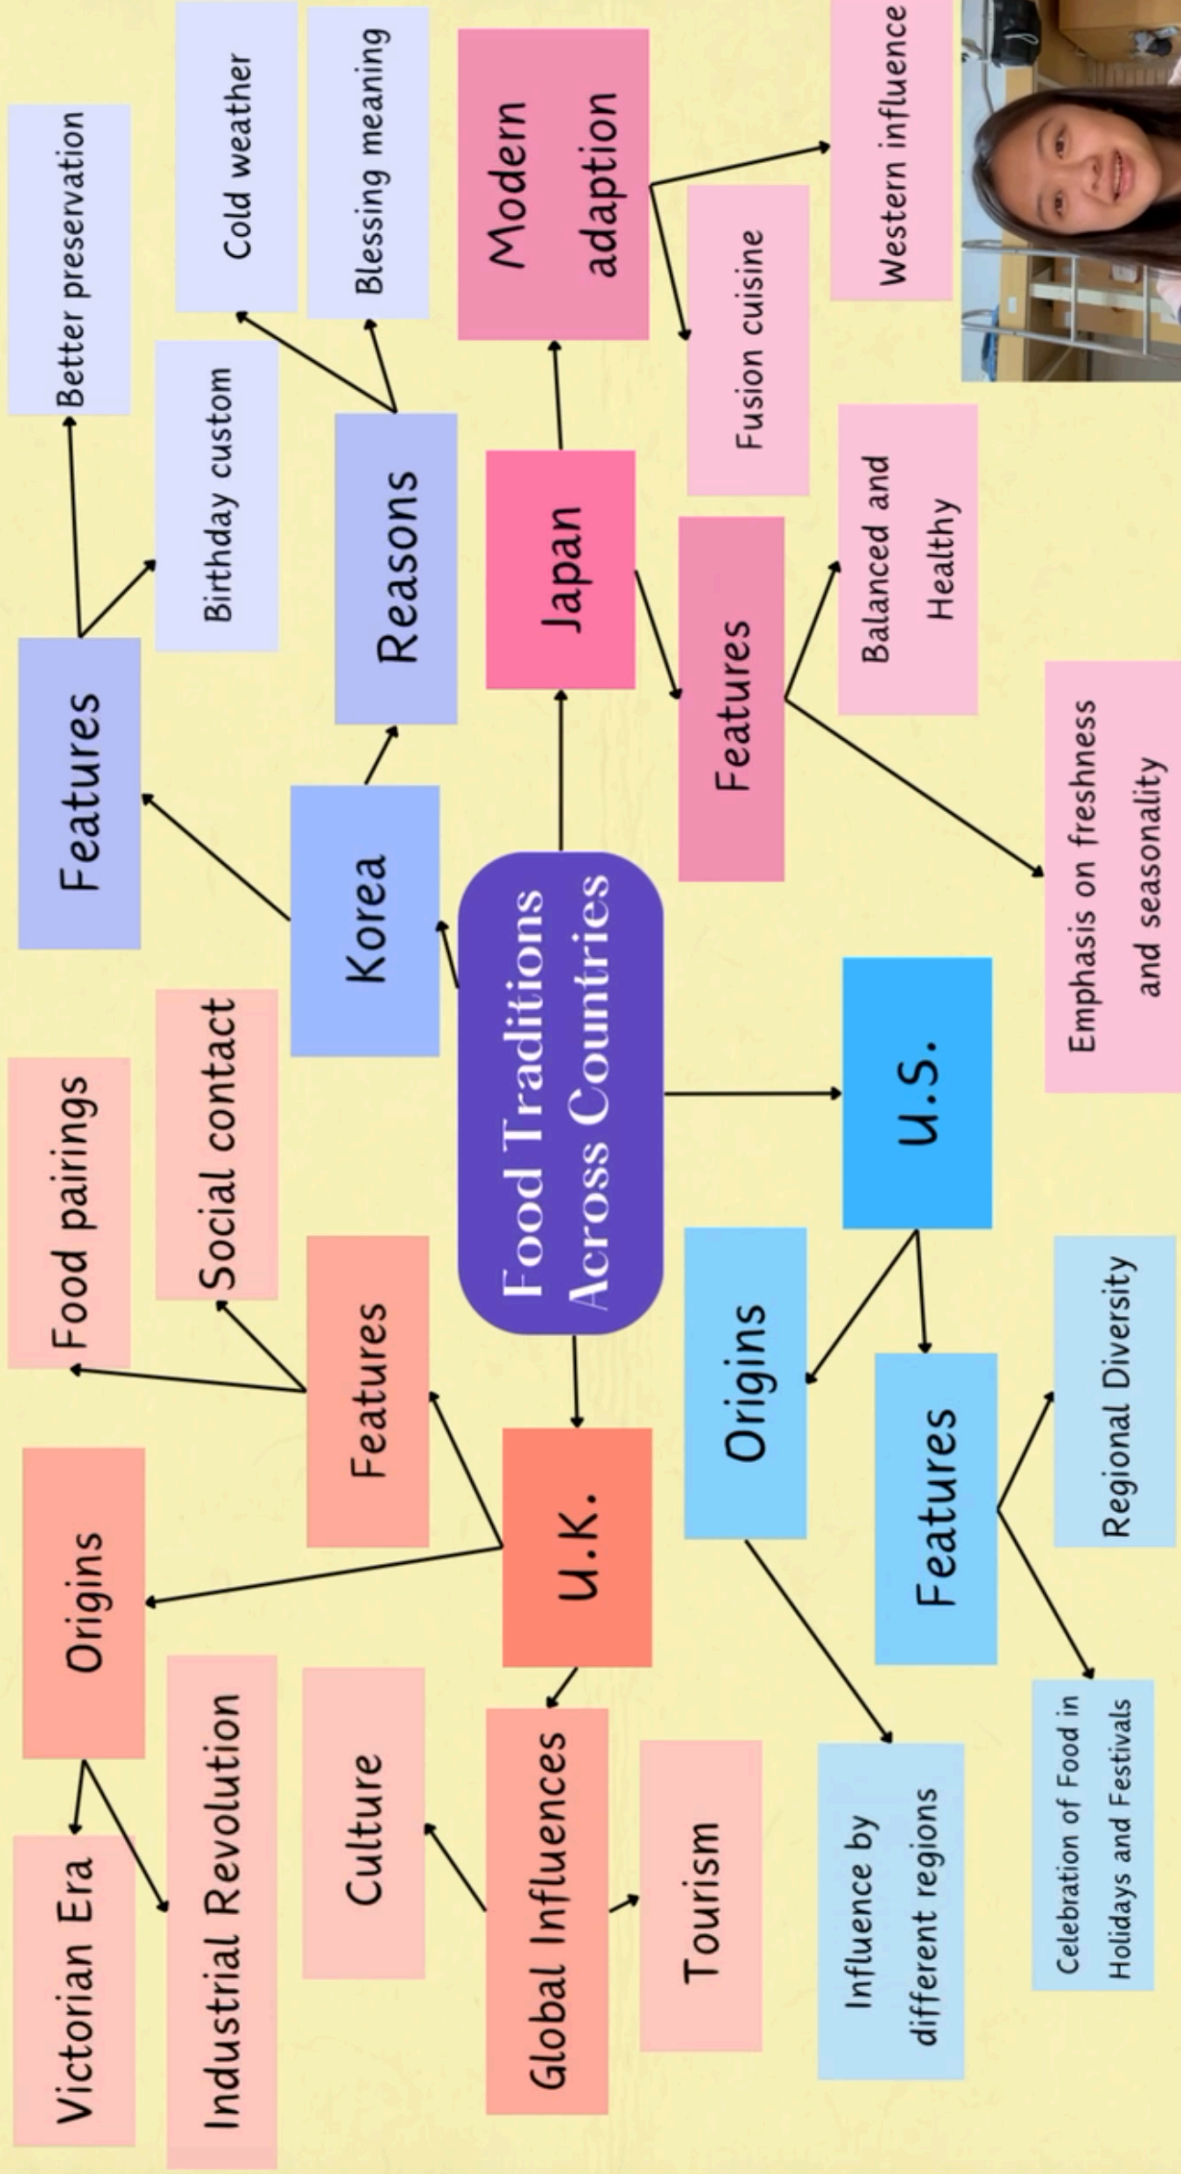 Food Traditions
Across Countries
U.K.
Origins
Victorian Era
Industrial Revolution
Features
Food pairings
Social contact
Global Influences
Culture
Tourism
Korea
Features
Better preservation
Birthday custom
Reasons
Cold weather
Blessing meaning
Japan
Modern
adaption
Fusion cuisine
Western influence
Features
Balanced and
Healthy
Emphasis on freshness
and seasonality
U.S.
Origins
Influence by
different regions
Features
Regional Diversity
Celebration of Food in
Holidays and Festivals